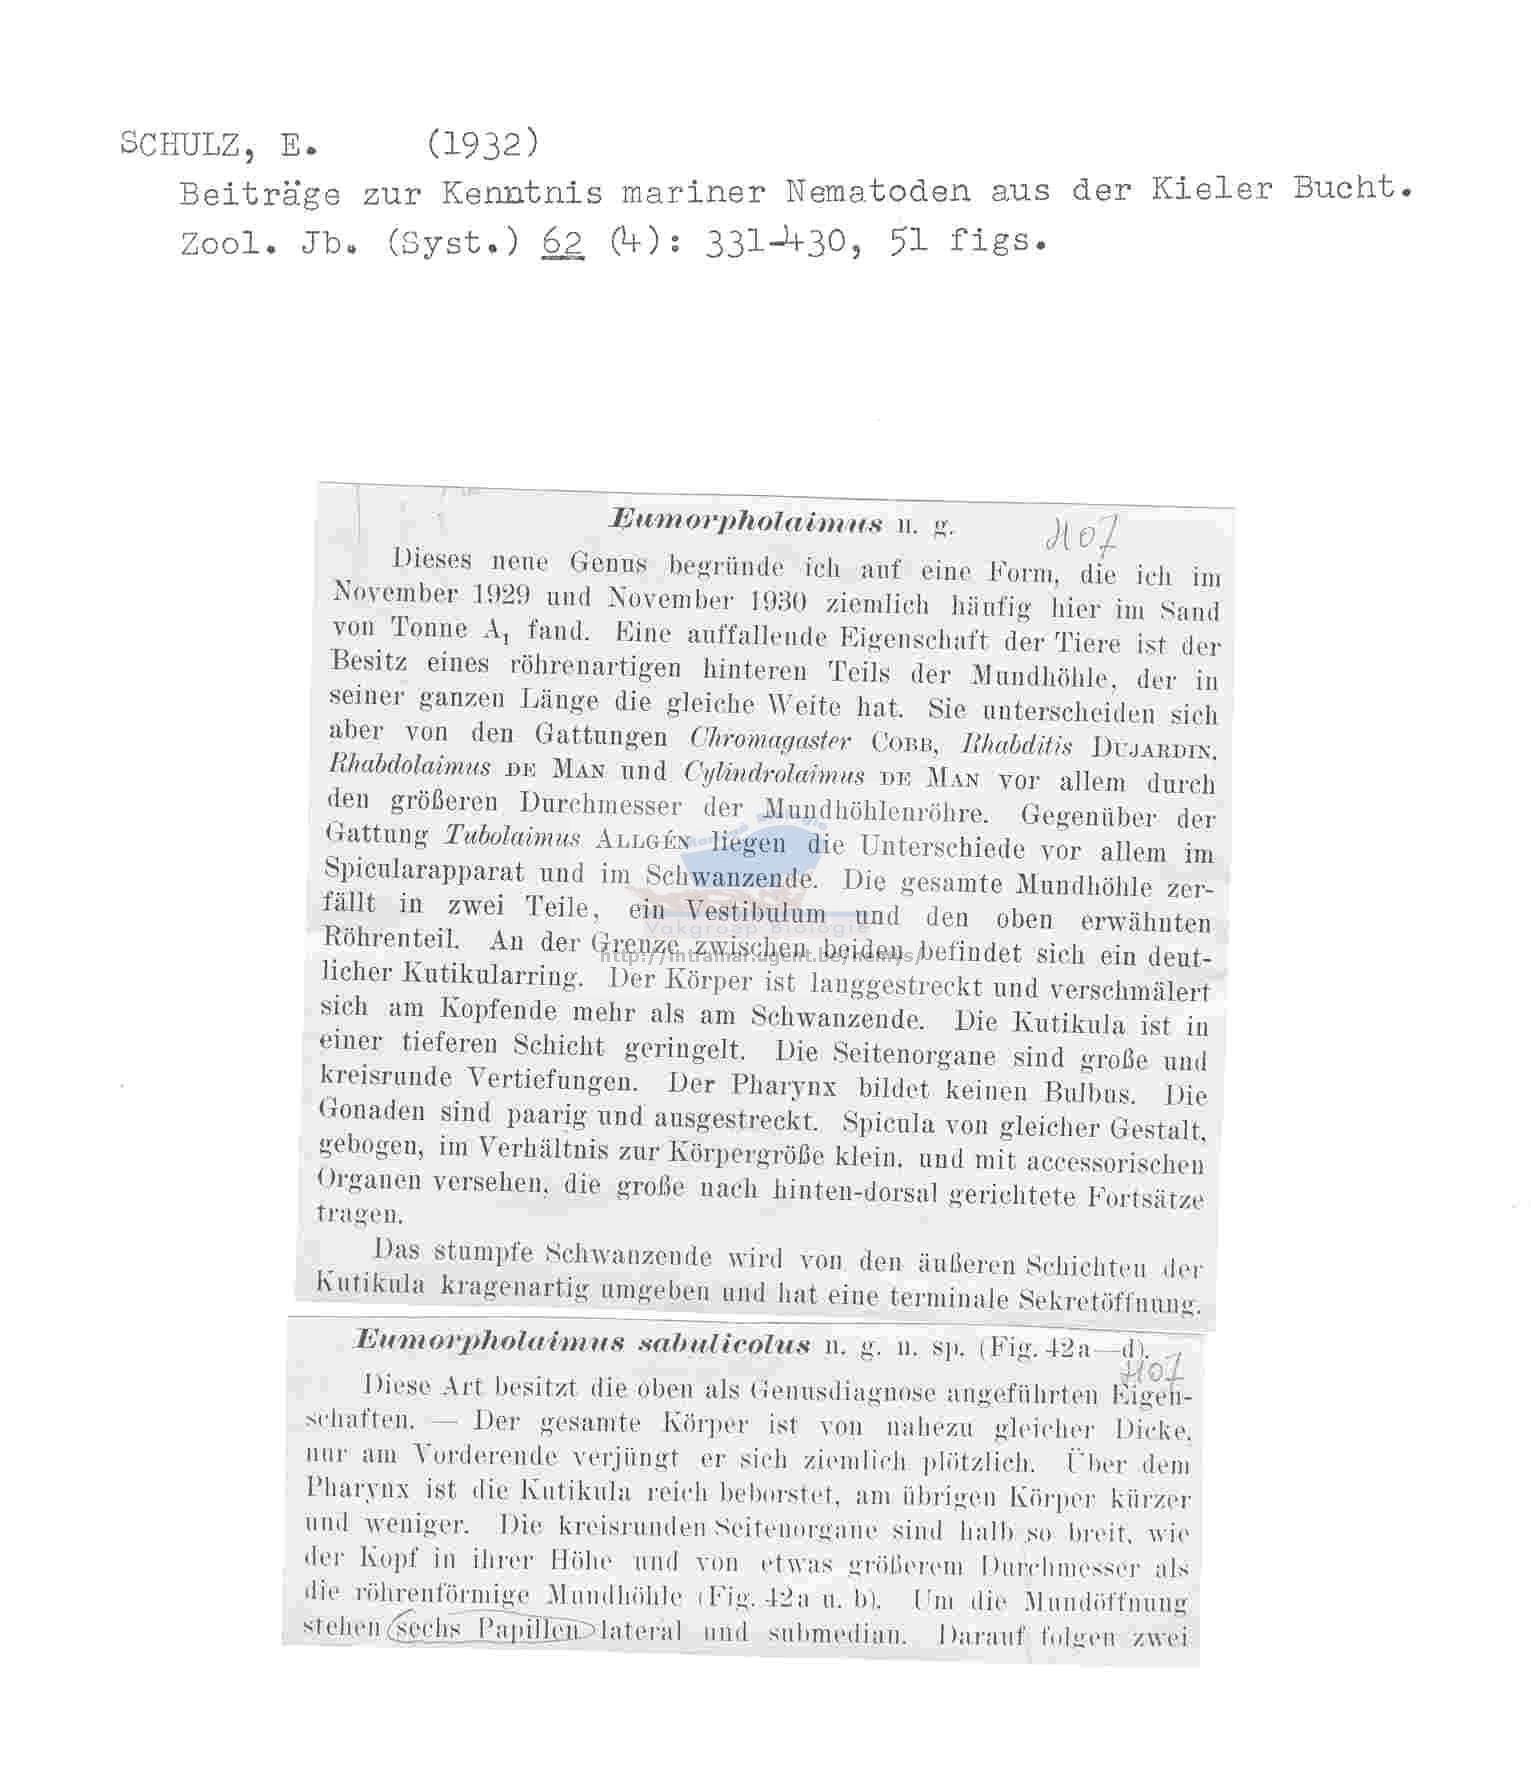 SCHULZ, E. (1932)
Beiträge zur Kenntnis mariner Nematoden aus der Kieler Bucht.
Zool. Jb. (Syst.) 62 (4): 331-430, 51 figs.
Eumorpholaimus n. g.
Dieses neue Genus begründe ich auf eine Form, die ich im
November 1929 und November 1930 ziemlich häufig hier im Sand
von Tonne A₁ fand. Eine auffallende Eigenschaft der Tiere ist der
Besitz eines röhrenartigen hinteren Teils der Mundhöhle, der in
seiner ganzen Länge die gleiche Weite hat. Sie unterscheiden sich
aber von den Gattungen Chromagaster COBB, Rhabditis DUJARDIN,
Rhabdolaimus DE MAN und Cylindrolaimus DE MAN vor allem durch
den größeren Durchmesser der Mundhöhlenröhre. Gegenüber der
Gattung Tubolaimus ALLGÉN liegen die Unterschiede vor allem im
Spicularapparat und im Schwanzende. Die gesamte Mundhöhle zer-
fällt in zwei Teile, ein Vestibulum und den oben erwähnten
Vakgroep Biologie
Röhrenteil. An der Grenze zwischen beiden befindet sich ein deut-
http://intramar.ugent.be/nemys/
licher Kutikularring. Der Körper ist langgestreckt und verschmälert
sich am Kopfende mehr als am Schwanzende. Die Kutikula ist in
einer tieferen Schicht geringelt. Die Seitenorgane sind große und
kreisrunde Vertiefungen. Der Pharynx bildet keinen Bulbus. Die
Gonaden sind paarig und ausgestreckt. Spicula von gleicher Gestalt,
gebogen, im Verhältnis zur Körpergröße klein, und mit accessorischen
Organen versehen, die große nach hinten-dorsal gerichtete Fortsätze
tragen.
Das stumpfe Schwanzende wird von den äußeren Schichten der
Kutikula kragenartig umgeben und hat eine terminale Sekretöffnung.
Eumorpholaimus sabulicolus n. g. n. sp. (Fig. 42a—d).
Diese Art besitzt die oben als Genusdiagnose angeführten Eigen-
schaften. — Der gesamte Körper ist von nahezu gleicher Dicke,
nur am Vorderende verjüngt er sich ziemlich plötzlich. Über dem
Pharynx ist die Kutikula reich beborstet, am übrigen Körper kürzer
und weniger. Die kreisrunden Seitenorgane sind halb so breit, wie
der Kopf in ihrer Höhe und von etwas größerem Durchmesser als
die röhrenförmige Mundhöhle (Fig. 42a u. b). Um die Mundöffnung
stehen sechs Papillen lateral und submedian. Darauf folgen zwei